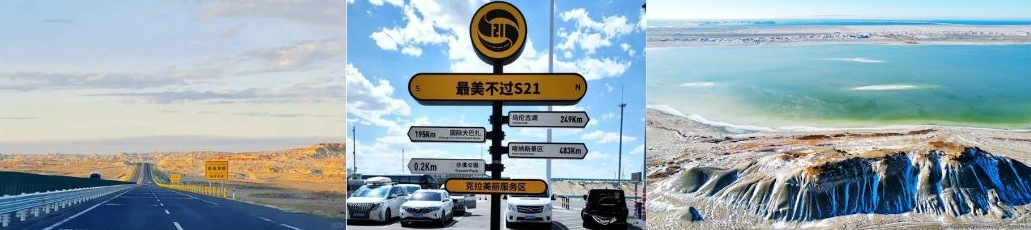 S21
最美不过S21
S
N
乌伦古湖
249Km
195Km
国际大巴扎
喀纳斯景区
483Km
0.2Km
沙漠公园
Desert Park
克拉美丽服务区